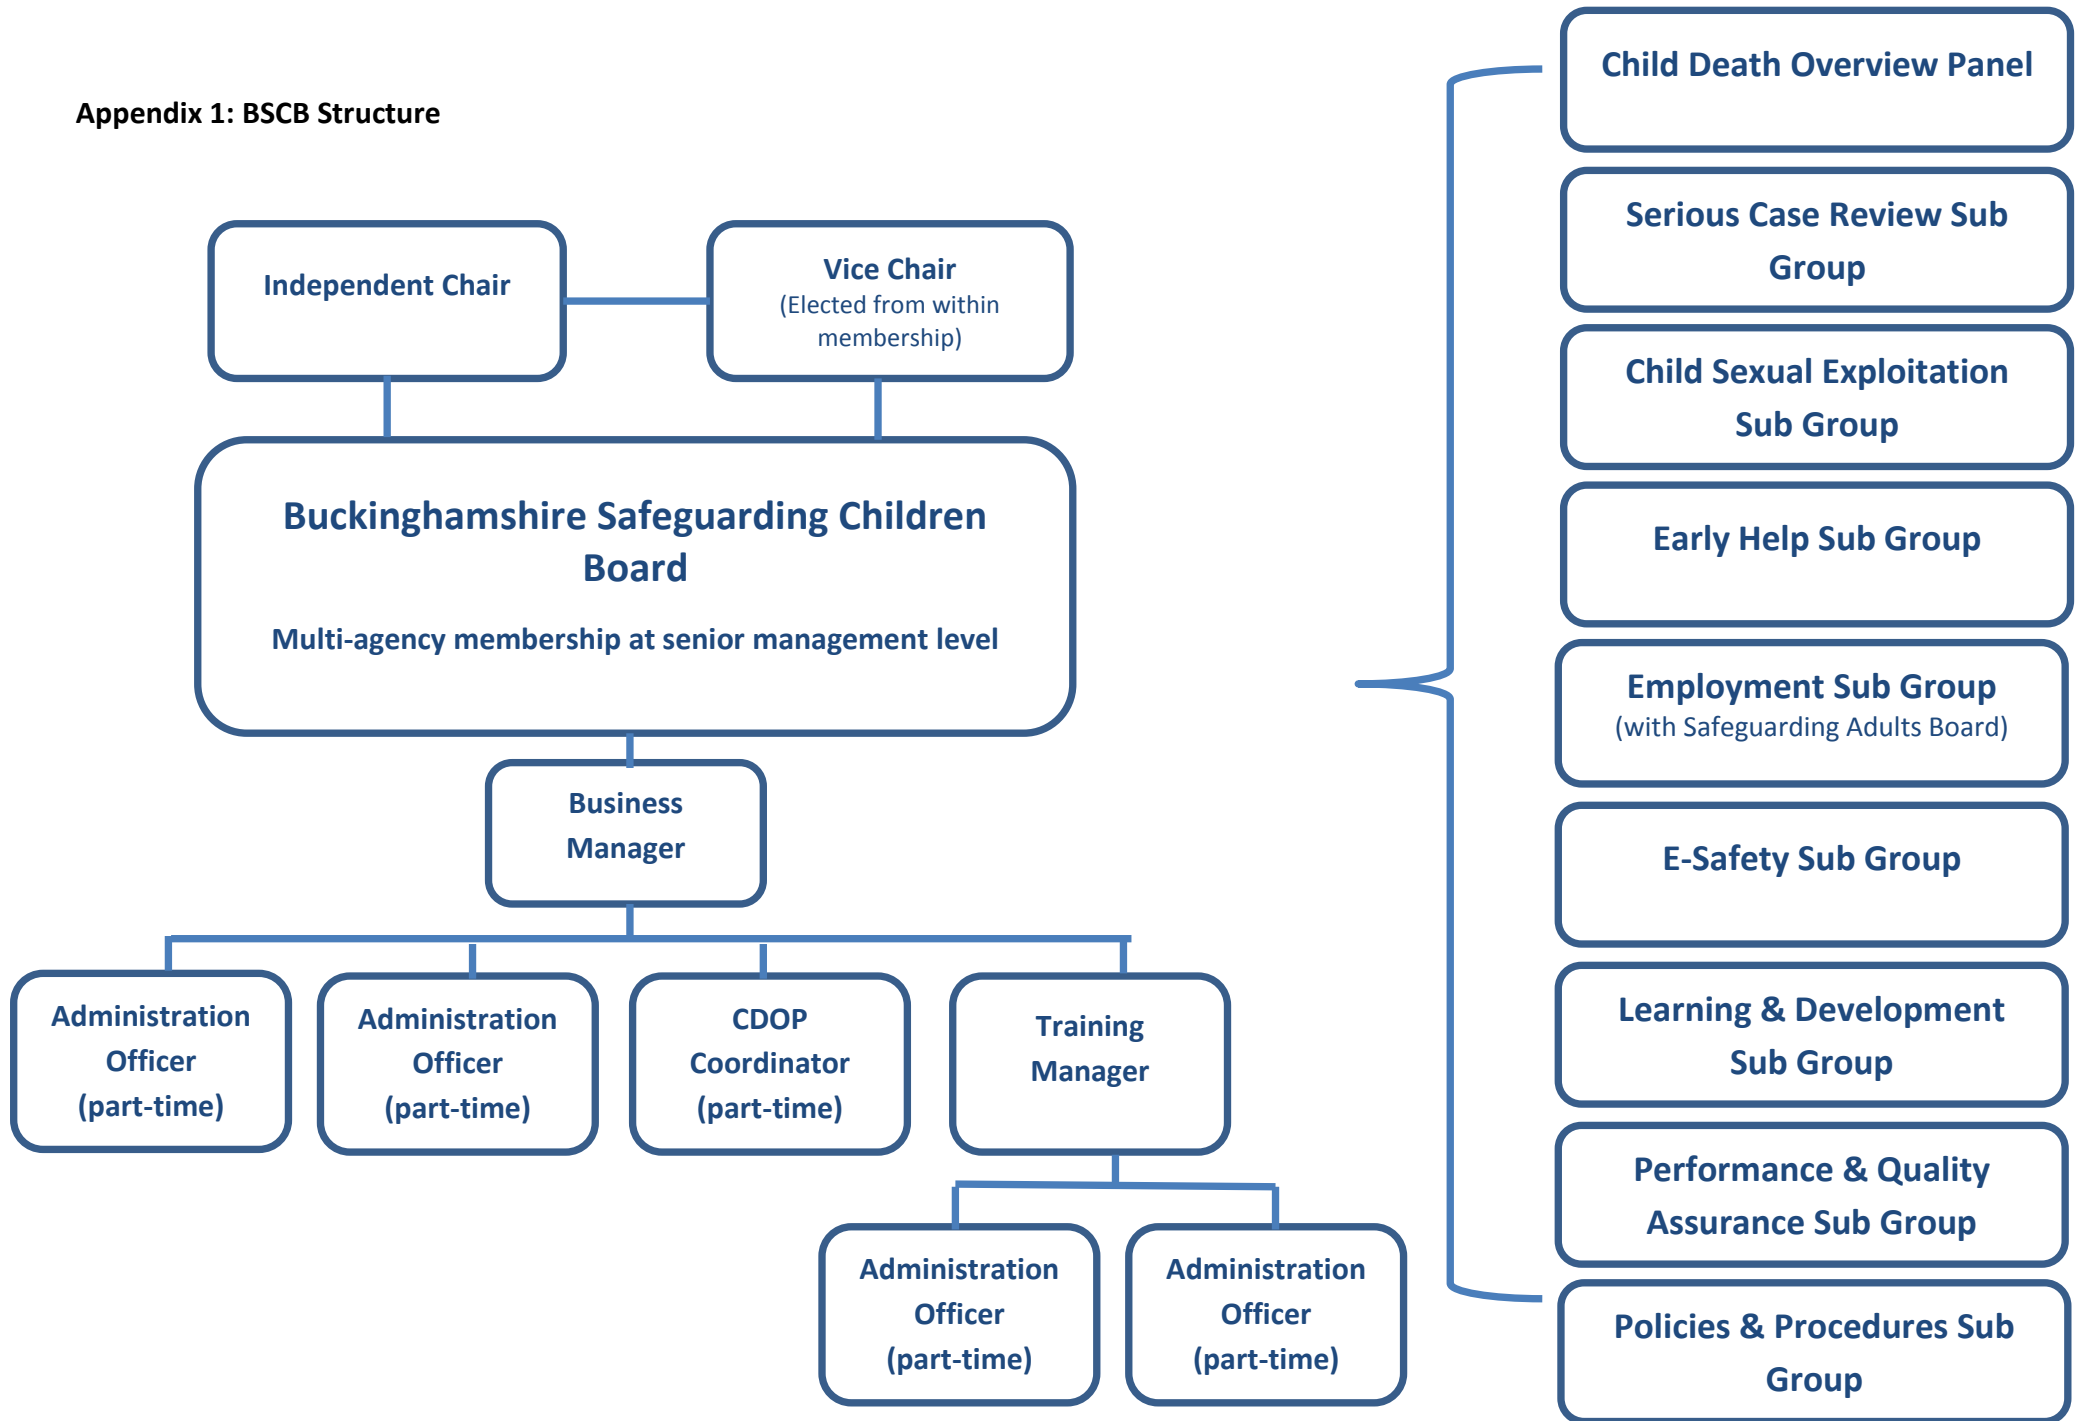 Appendix 1: BSCB Structure
Independent Chair
Vice Chair
(Elected from within
membership)
Buckinghamshire Safeguarding Children
Board
Multi-agency membership at senior management level
Business
Manager
Administration
Officer
(part-time)
Administration
Officer
(part-time)
CDOP
Coordinator
(part-time)
Training
Manager
Administration
Officer
(part-time)
Administration
Officer
(part-time)
Child Death Overview Panel
Serious Case Review Sub
Group
Child Sexual Exploitation
Sub Group
Early Help Sub Group
Employment Sub Group
(with Safeguarding Adults Board)
E-Safety Sub Group
Learning & Development
Sub Group
Performance & Quality
Assurance Sub Group
Policies & Procedures Sub
Group